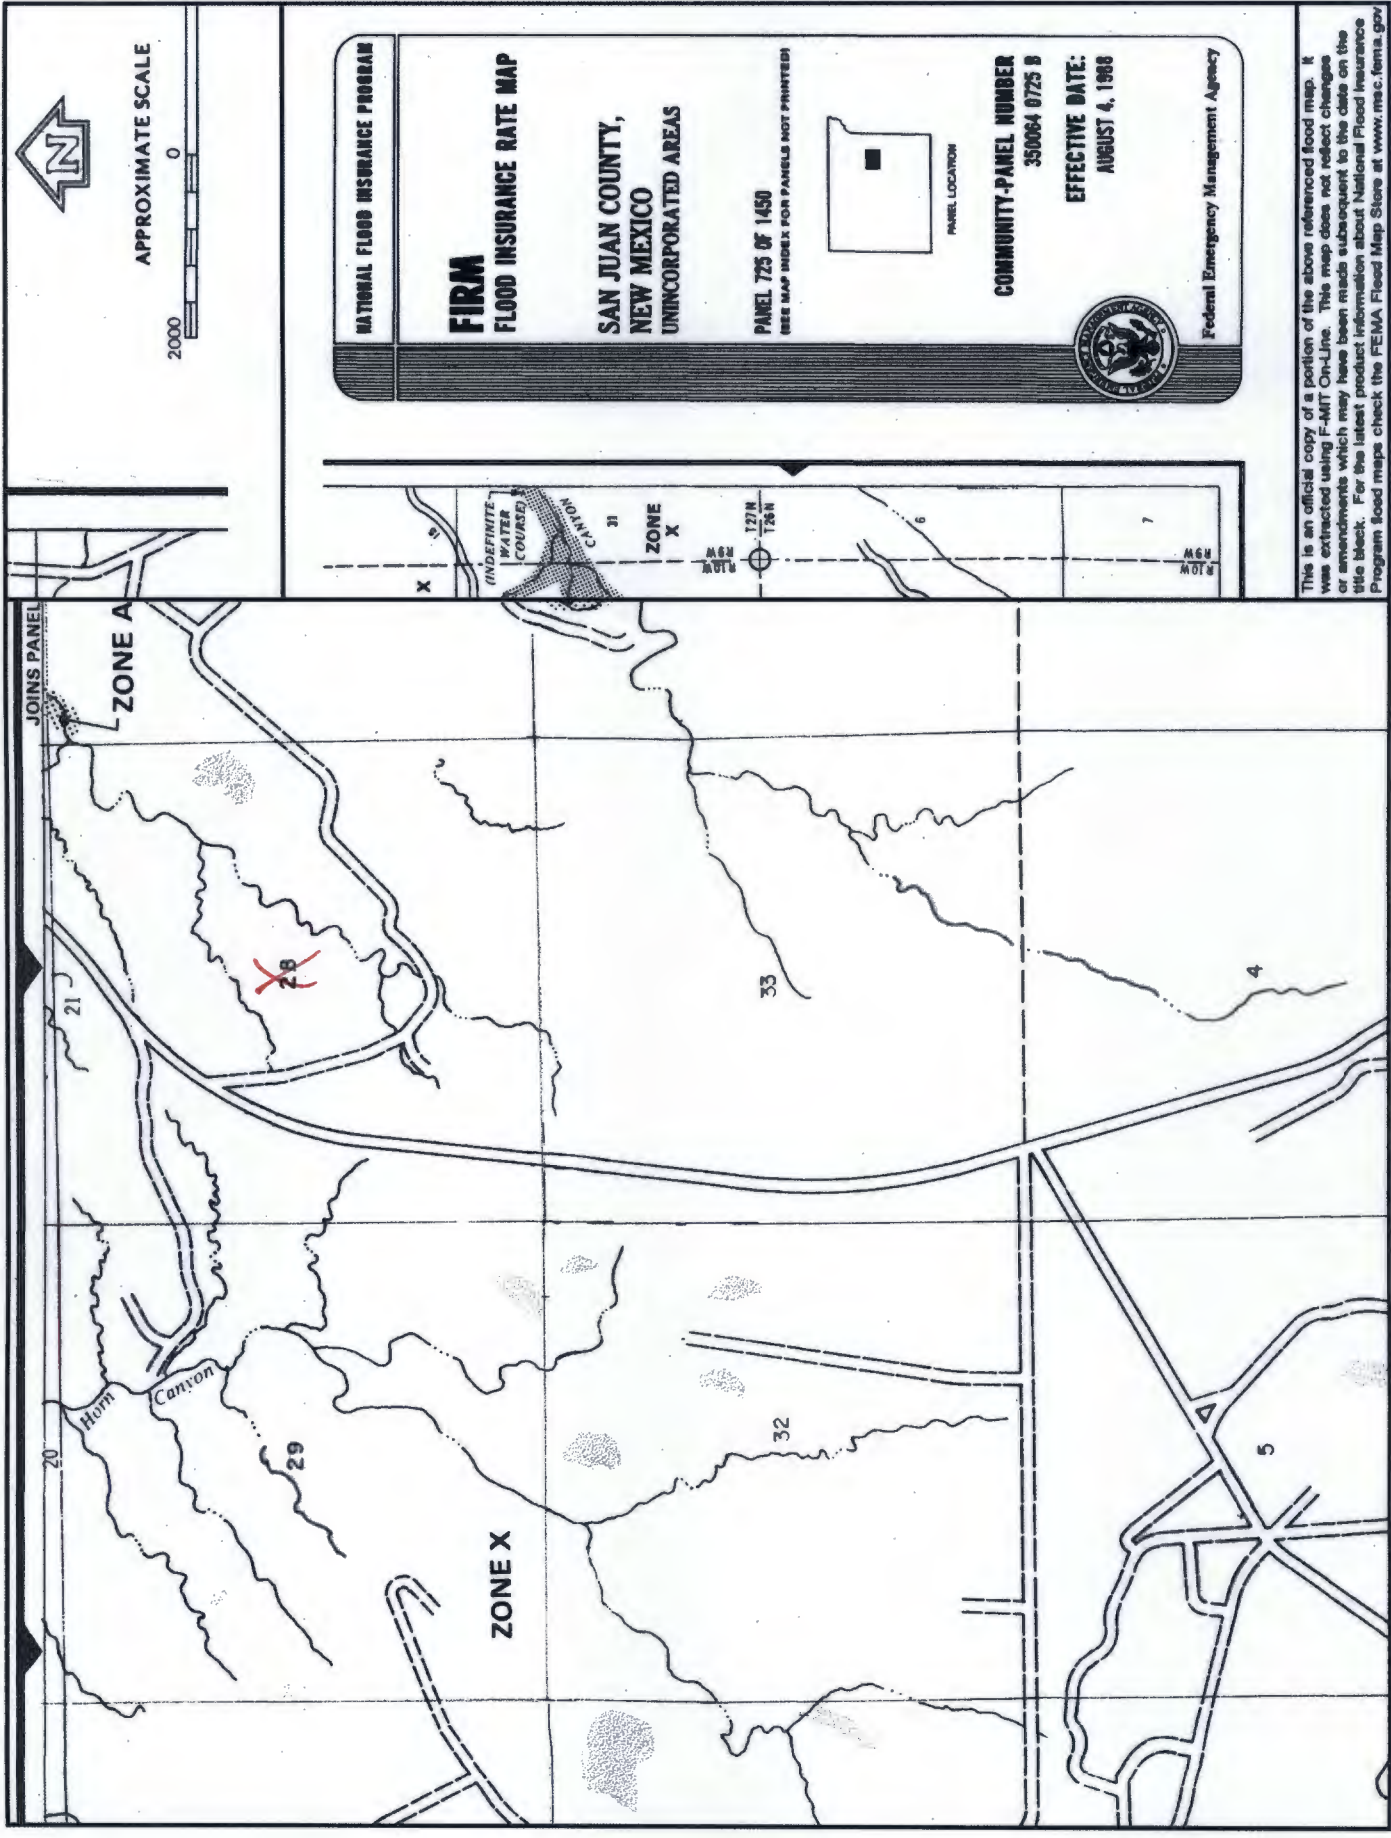 APPROXIMATE SCALE
2000
0
N
NATIONAL FLOOD INSURANCE PROGRAM
FIRM
FLOOD INSURANCE RATE MAP
SAN JUAN COUNTY,
NEW MEXICO
UNINCORPORATED AREAS
PANEL 725 OF 1450
(SEE MAP INDEX FOR PANELS NOT PRINTED)
PANEL LOCATION
COMMUNITY-PANEL NUMBER
350064 0725 B
EFFECTIVE DATE:
AUGUST 4, 1988
Federal Emergency Management Agency
This is an official copy of a portion of the above referenced flood map. It
was extracted using F-MIT On-Line. This map does not reflect changes
or amendments which may have been made subsequent to the date on the
title block. For the latest product information about National Flood Insurance
Program flood maps check the FEMA Flood Map Store at www.msc.fema.gov
X
(INDEFINITE
WATER
COURSE)
CANYON
31
ZONE
X
R10W
R9W
T27N
T26N
6
7
R10W
R9W
JOINS PANEL
ZONE A
21
28
33
4
20
Horn
Canyon
29
32
ZONE X
5